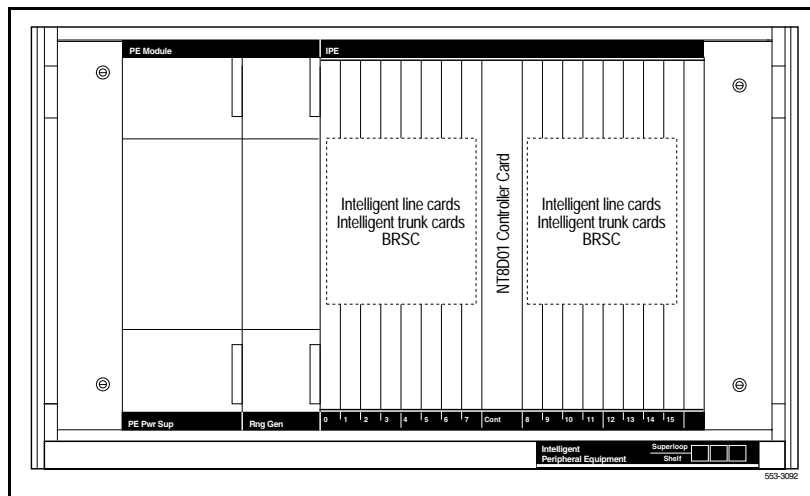 PE Module
IPE
Intelligent line cards
Intelligent trunk cards
BRSC
NT8D01 Controller Card
Intelligent line cards
Intelligent trunk cards
BRSC
PE Pwr Sup
Rng Gen
0 1 2 3 4 5 6 7 Cont 8 9 10 11 12 13 14 15
Intelligent
Peripheral Equipment
Superloop
Shelf
553-3092